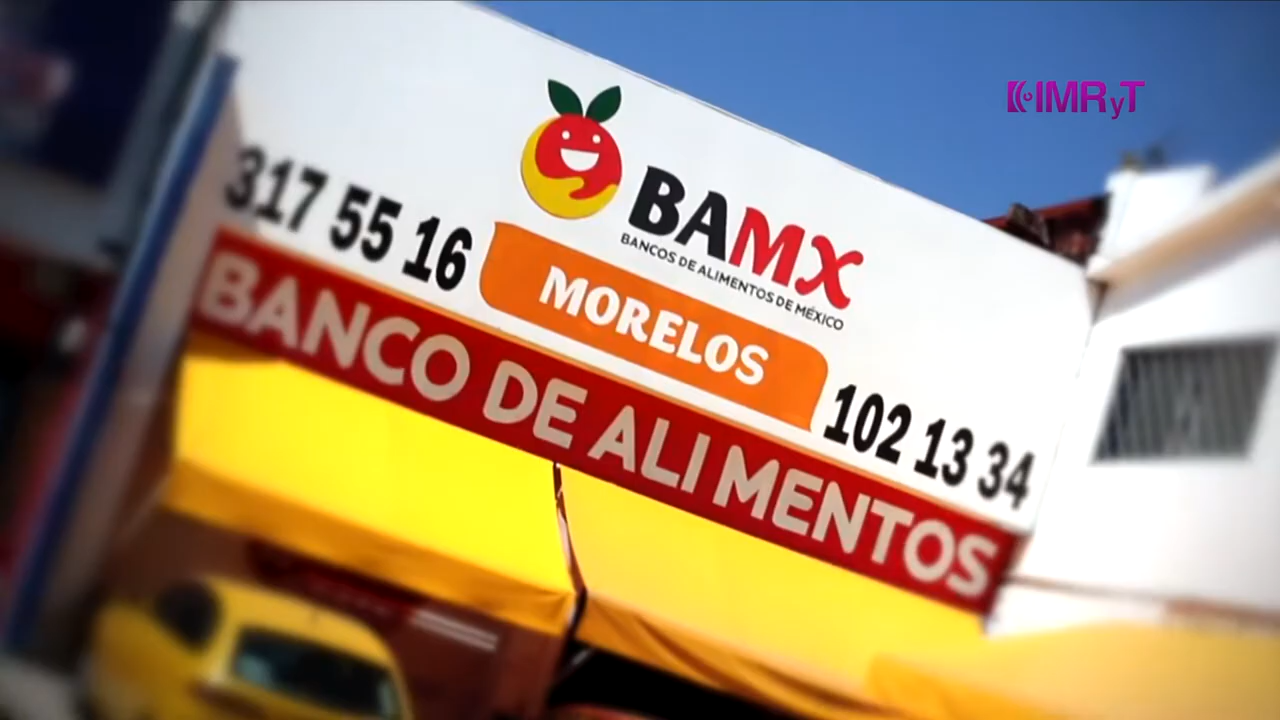 IMRyT
BAMX
BANCOS DE ALIMENTOS DE MÉXICO
317 55 16
MORELOS
102 13 34
BANCO DE ALIMENTOS